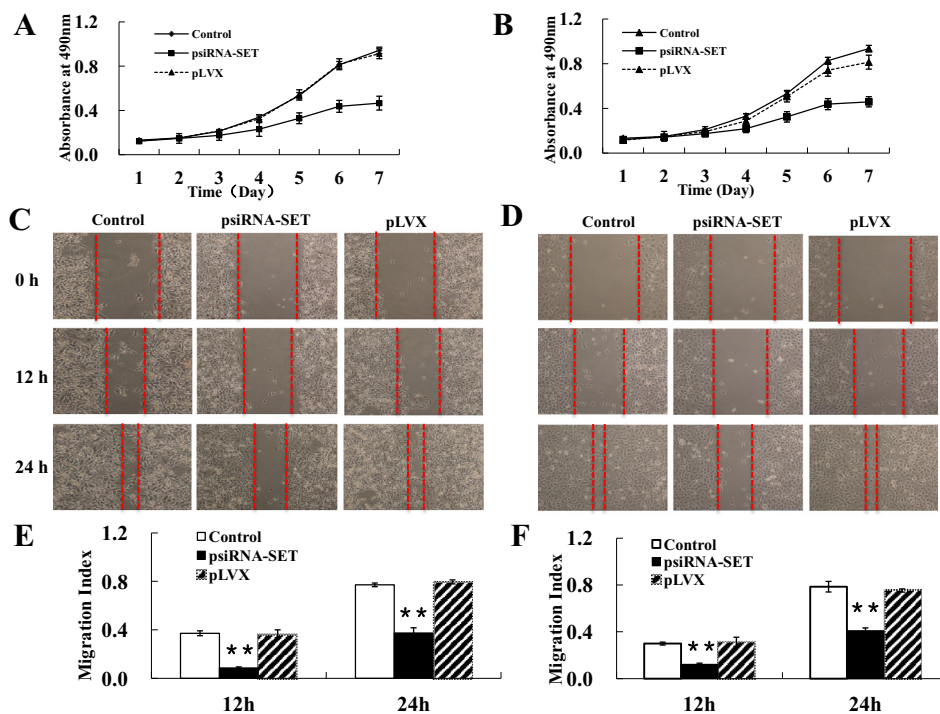 A
Absorbance at 490nm
1.2
0.8
0.4
0.0
Control
psiRNA-SET
pLVX
1 2 3 4 5 6 7
Time（Day）
B
Absorbance at 490nm
1.2
0.8
0.4
0.0
Control
psiRNA-SET
pLVX
1 2 3 4 5 6 7
Time (Day)
C
Control psiRNA-SET pLVX
0 h
12 h
24 h
D
Control psiRNA-SET pLVX
E
Migration Index
1.2
0.8
0.4
0.0
Control
psiRNA-SET
pLVX
**
**
12h 24h
F
Migration Index
1.2
0.8
0.4
0.0
Control
psiRNA-SET
pLVX
**
**
12h 24h